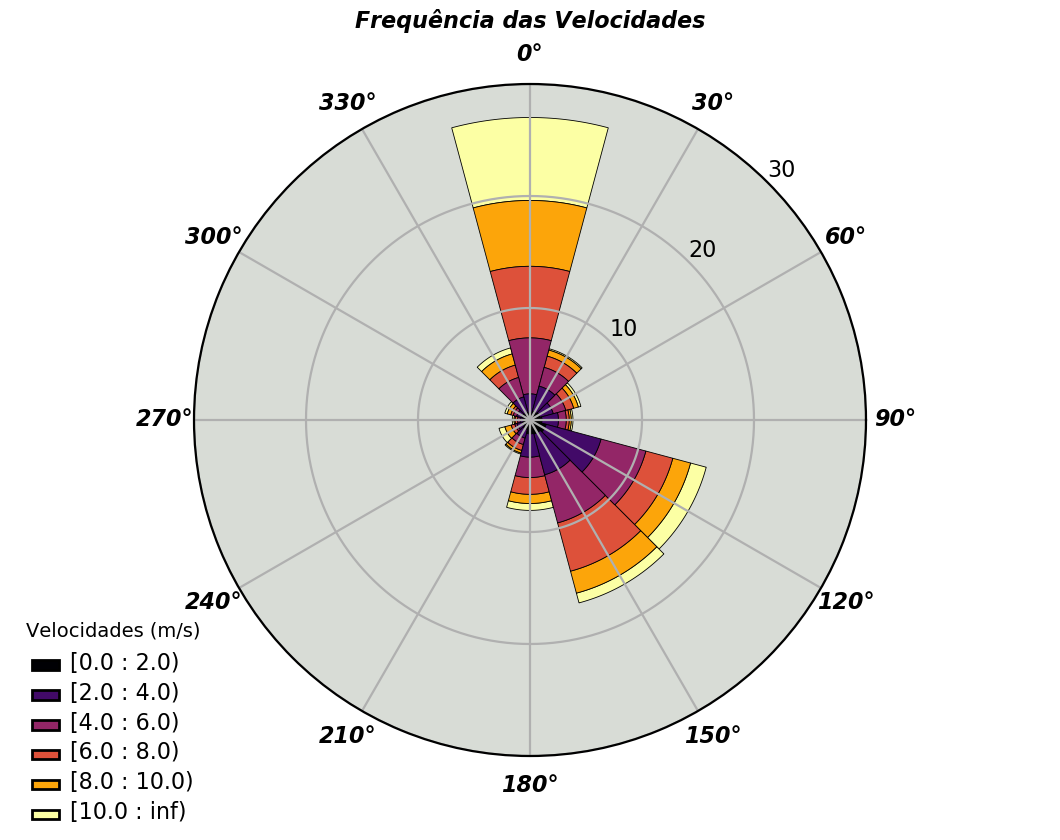 Frequência das Velocidades
0°
330°
30°
30
300°
60°
20
10
270°
90°
240°
120°
Velocidades (m/s)
[0.0 : 2.0)
[2.0 : 4.0)
[4.0 : 6.0)
210°
150°
[6.0 : 8.0)
180°
[8.0 : 10.0)
[10.0 : inf)